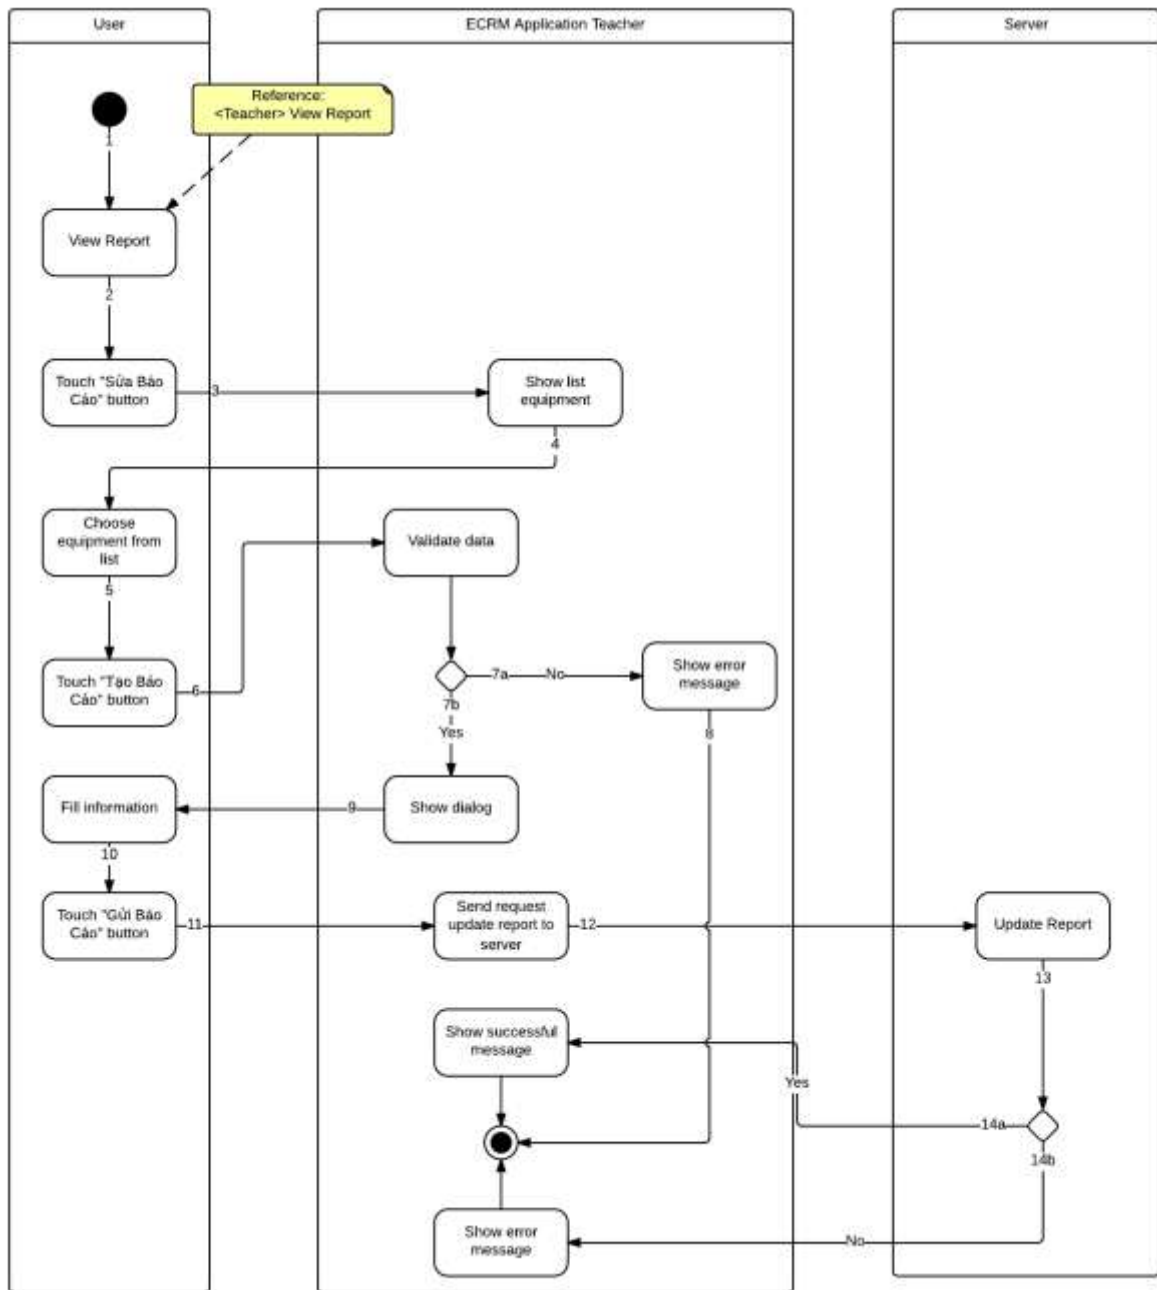 User
ECRM Application Teacher
Server
Reference:
<Teacher> View Report
1
View Report
2
Touch "Sửa Báo
Cáo" button
3
Show list
equipment
4
Choose
equipment from
list
Validate data
5
Touch "Tạo Báo
Cáo" button
6
7a
No
Show error
message
7b
Yes
8
Fill information
9
Show dialog
10
Touch "Gửi Báo
Cáo" button
11
Send request
update report to
server
12
Update Report
13
Show successful
message
Yes
14a
14b
Show error
message
No